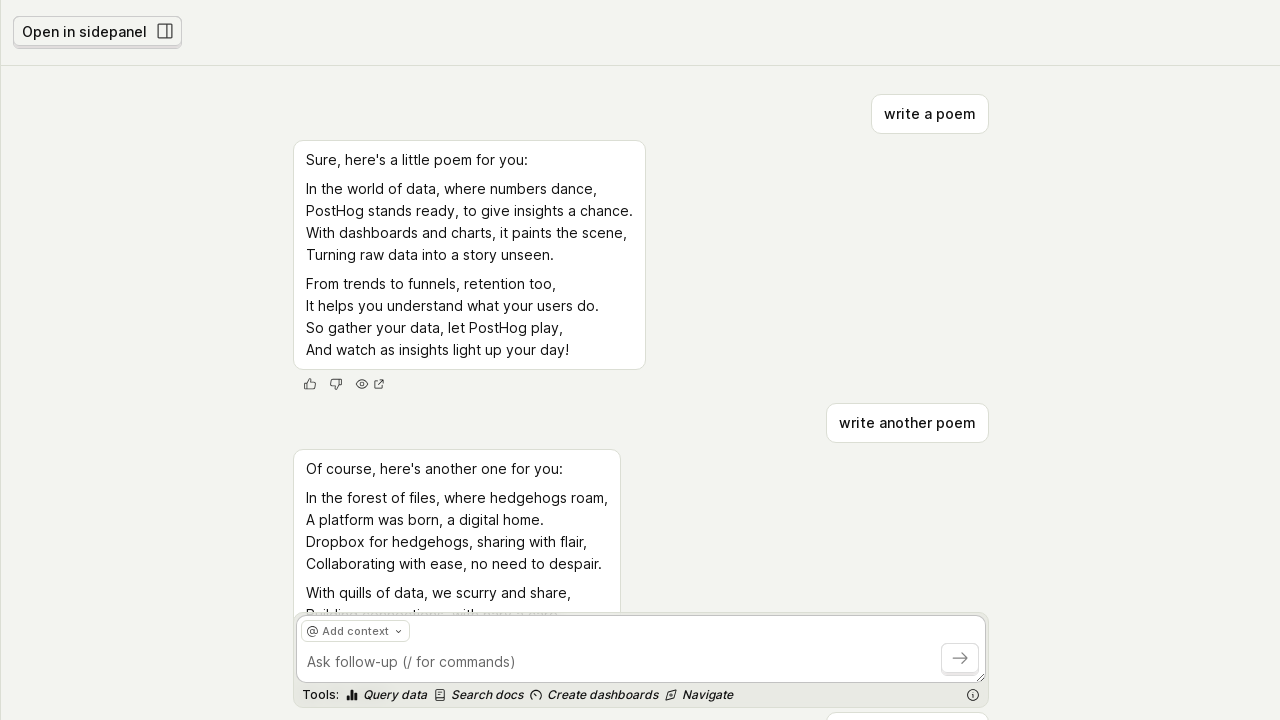 Open in sidepanel
write a poem
Sure, here's a little poem for you:
In the world of data, where numbers dance,
PostHog stands ready, to give insights a chance.
With dashboards and charts, it paints the scene,
Turning raw data into a story unseen.
From trends to funnels, retention too,
It helps you understand what your users do.
So gather your data, let PostHog play,
And watch as insights light up your day!
write another poem
Of course, here's another one for you:
In the forest of files, where hedgehogs roam,
A platform was born, a digital home.
Dropbox for hedgehogs, sharing with flair,
Collaborating with ease, no need to despair.
With quills of data, we scurry and share,
@ Add context
Ask follow-up (/ for commands)
Tools: Query data Search docs Create dashboards Navigate